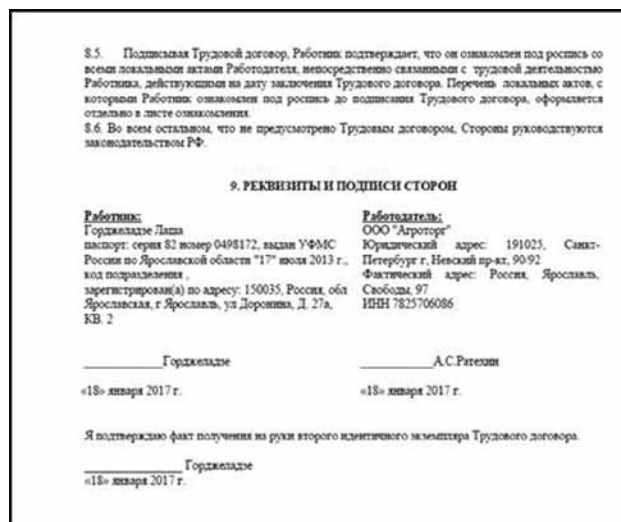 8.5. Подписывая Трудовой договор, Работник подтверждает, что он ознакомлен под роспись со
всеми локальными актами Работодателя, непосредственно связанными с трудовой деятельностью
Работника, действующими на дату заключения Трудового договора. Перечень локальных актов, с
которыми Работник ознакомлен под роспись до подписания Трудового договора, оформляется
отдельно в листе ознакомления.
8.6. Во всем остальном, что не предусмотрено Трудовым договором, Стороны руководствуются
законодательством РФ.
9. РЕКВИЗИТЫ И ПОДПИСИ СТОРОН
Работник:
Горджеладзе Лаша
паспорт: серия 82 номер 0498172, выдан УФМС
России по Ярославской области "17" июля 2013 г.,
код подразделения ,
зарегистрирован(а) по адресу: 150035, Россия, обл
Ярославская, г Ярославль, ул Доронина, Д. 27а,
КВ. 2
Работодатель:
ООО "Агроторг"
Юридический адрес: 191025, Санкт-
Петербург г, Невский пр-кт, 90/92
Фактический адрес: Россия, Ярославль,
Свободы, 97
ИНН 7825706086
____________Горджеладзе
«18» января 2017 г.
___________А.С.Ратехин
«18» января 2017 г.
Я подтверждаю факт получения на руки второго идентичного экземпляра Трудового договора.
______________ Горджеладзе
«18» января 2017 г.